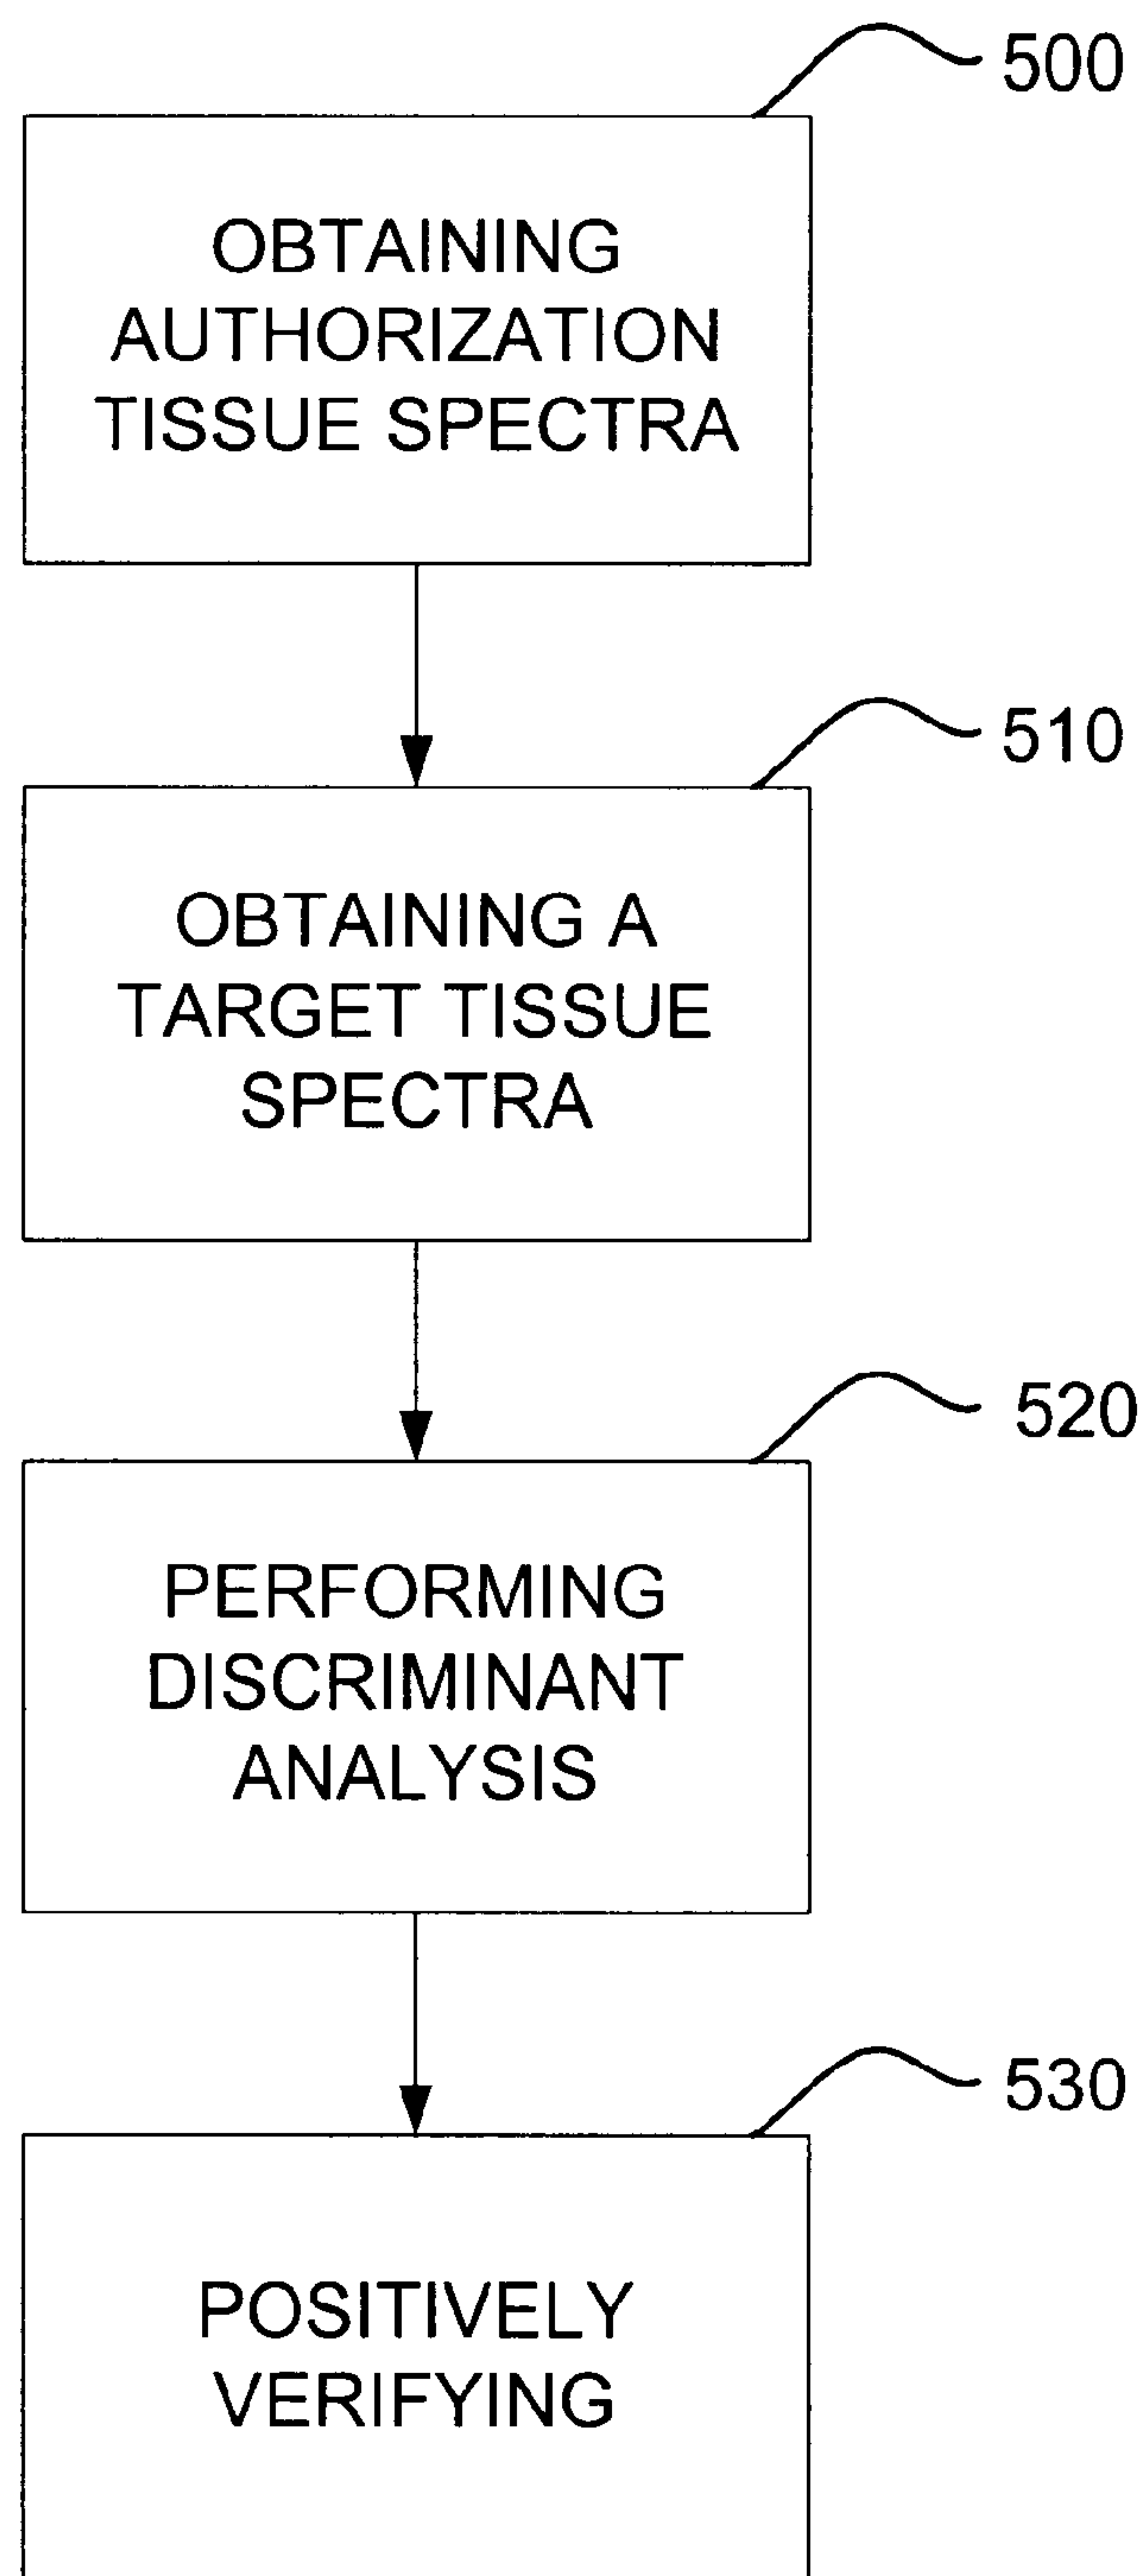 500
OBTAINING
AUTHORIZATION
TISSUE SPECTRA
510
OBTAINING A
TARGET TISSUE
SPECTRA
520
PERFORMING
DISCRIMINANT
ANALYSIS
530
POSITIVELY
VERIFYING